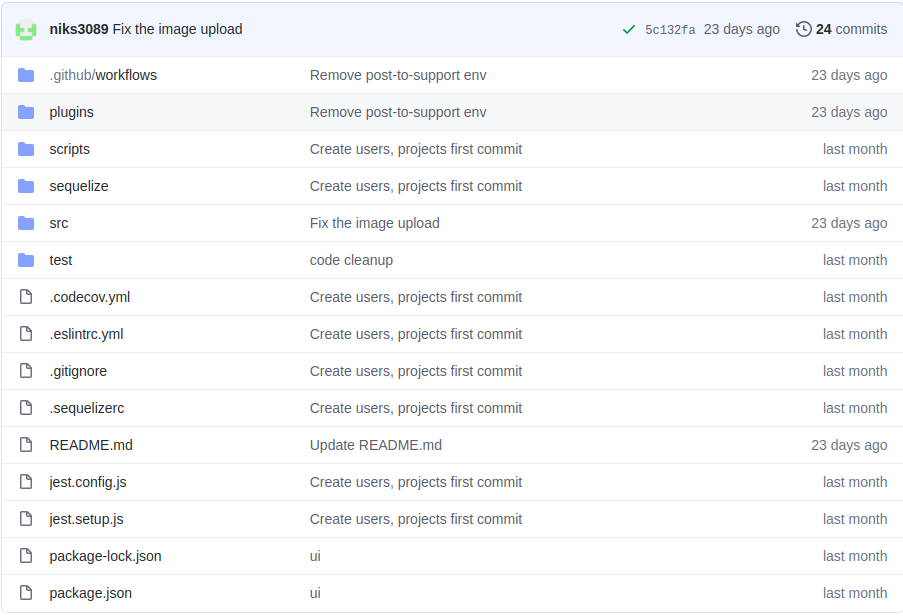 niks3089 Fix the image upload 5c132fa 23 days ago 24 commits
.github/workflows Remove post-to-support env 23 days ago
plugins Remove post-to-support env 23 days ago
scripts Create users, projects first commit last month
sequelize Create users, projects first commit last month
src Fix the image upload 23 days ago
test code cleanup last month
.codecov.yml Create users, projects first commit last month
.eslintrc.yml Create users, projects first commit last month
.gitignore Create users, projects first commit last month
.sequelizerc Create users, projects first commit last month
README.md Update README.md 23 days ago
jest.config.js Create users, projects first commit last month
jest.setup.js Create users, projects first commit last month
package-lock.json ui last month
package.json ui last month